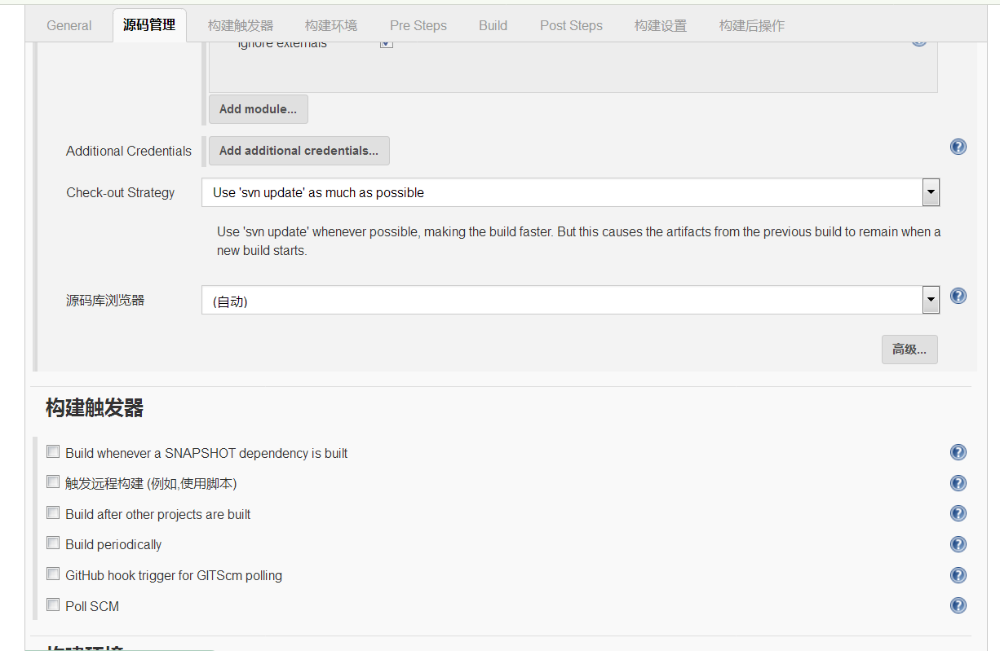 General 源码管理 构建触发器 构建环境 Pre Steps Build Post Steps 构建设置 构建后操作
Ignore externals
Add module...
Additional Credentials Add additional credentials...
Check-out Strategy Use 'svn update' as much as possible
Use 'svn update' whenever possible, making the build faster. But this causes the artifacts from the previous build to remain when a
new build starts.
源码库浏览器 (自动)
高级...
构建触发器
Build whenever a SNAPSHOT dependency is built
触发远程构建 (例如,使用脚本)
Build after other projects are built
Build periodically
GitHub hook trigger for GITScm polling
Poll SCM
构建环境